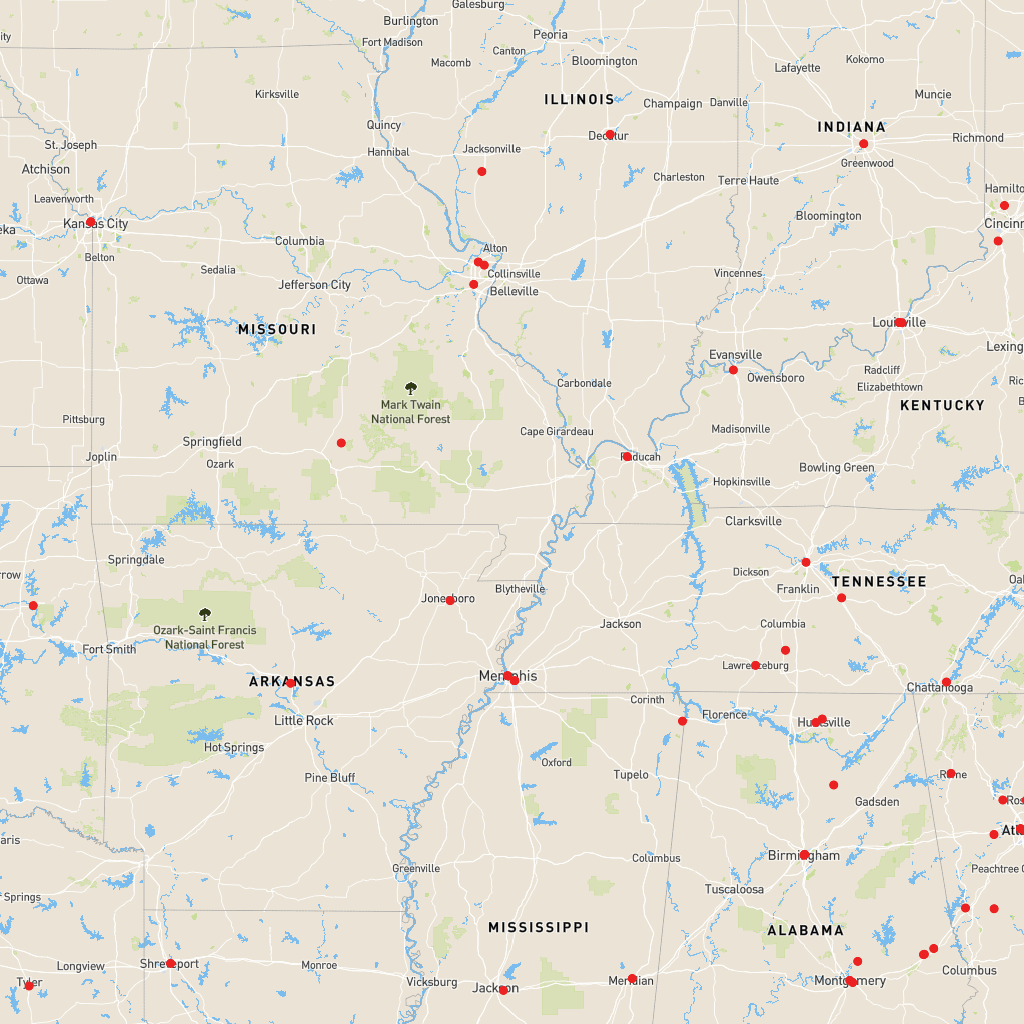 Galesburg
Burlington
Peoria
Fort Madison
Canton
Macomb
Bloomington
Kokomo
Lafayette
Kirksville
ILLINOIS
Champaign
Danville
Muncie
Quincy
INDIANA
Decatur
Richmond
St. Joseph
Jacksonville
Hannibal
Greenwood
Atchison
Charleston
Terre Haute
Leavenworth
Bloomington
Kansas City
Columbia
Alton
Belton
Sedalia
Collinsville
Vincennes
Ottawa
Jefferson City
Belleville
MISSOURI
Louisville
Evansville
Radcliff
Owensboro
Carbondale
Elizabethtown
Mark Twain
National Forest
KENTUCKY
Pittsburg
Cape Girardeau
Madisonville
Springfield
Joplin
Ozark
Paducah
Bowling Green
Hopkinsville
Clarksville
Springdale
Dickson
TENNESSEE
Blytheville
Franklin
Jonesboro
Ozark-Saint Francis
National Forest
Jackson
Columbia
Fort Smith
Lawrenceburg
Memphis
ARKANSAS
Chattanooga
Corinth
Florence
Little Rock
Huntsville
Hot Springs
Oxford
Tupelo
Rome
Pine Bluff
Gadsden
Birmingham
Columbus
Greenville
Tuscaloosa
Springs
MISSISSIPPI
ALABAMA
Longview
Shreveport
Monroe
Columbus
Tyler
Vicksburg
Jackson
Meridian
Montgomery